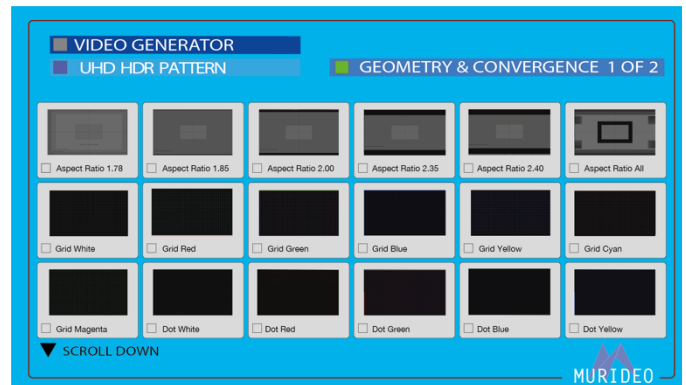 VIDEO GENERATOR
UHD HDR PATTERN
GEOMETRY & CONVERGENCE 1 OF 2
Aspect Ratio 1.78
Aspect Ratio 1.85
Aspect Ratio 2.00
Aspect Ratio 2.35
Aspect Ratio 2.40
Aspect Ratio All
Grid White
Grid Red
Grid Green
Grid Blue
Grid Yellow
Grid Cyan
Grid Magenta
Dot White
Dot Red
Dot Green
Dot Blue
Dot Yellow
SCROLL DOWN
MURIDEO